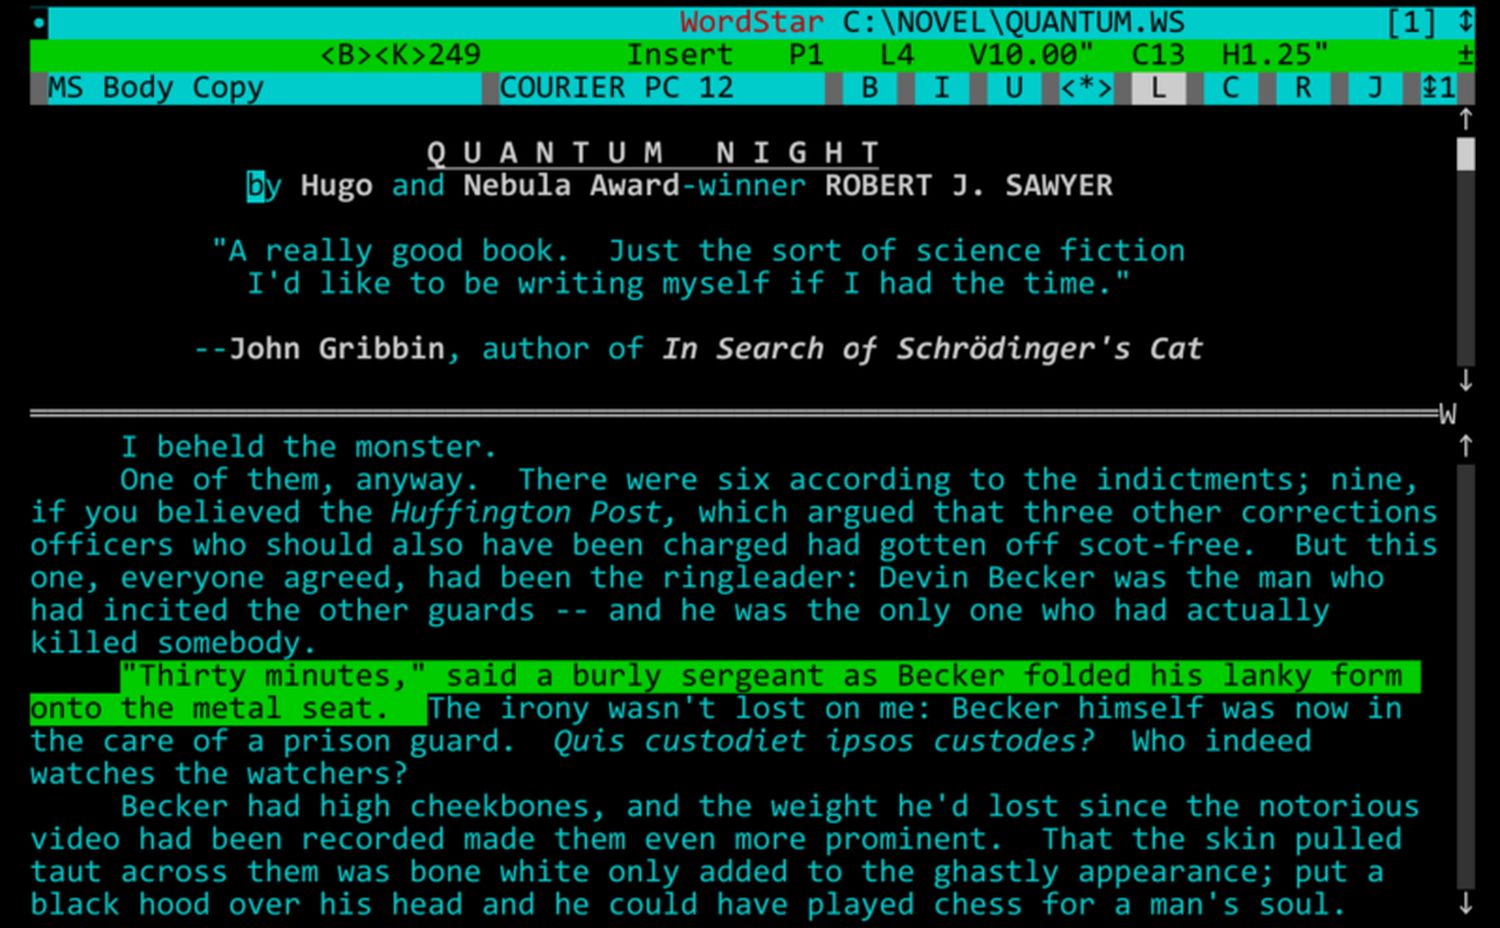 WordStar C:\NOVEL\QUANTUM.WS [1] ↕
<B><K>249 Insert P1 L4 V10.00" C13 H1.25" ±
MS Body Copy COURIER PC 12 B I U <*> L C R J ↨1
Q U A N T U M N I G H T
by Hugo and Nebula Award-winner ROBERT J. SAWYER
"A really good book. Just the sort of science fiction
I'd like to be writing myself if I had the time."
--John Gribbin, author of In Search of Schrödinger's Cat
W
I beheld the monster.
One of them, anyway. There were six according to the indictments; nine,
if you believed the Huffington Post, which argued that three other corrections
officers who should also have been charged had gotten off scot-free. But this
one, everyone agreed, had been the ringleader: Devin Becker was the man who
had incited the other guards -- and he was the only one who had actually
killed somebody.
"Thirty minutes," said a burly sergeant as Becker folded his lanky form
onto the metal seat. The irony wasn't lost on me: Becker himself was now in
the care of a prison guard. Quis custodiet ipsos custodes? Who indeed
watches the watchers?
Becker had high cheekbones, and the weight he'd lost since the notorious
video had been recorded made them even more prominent. That the skin pulled
taut across them was bone white only added to the ghastly appearance; put a
black hood over his head and he could have played chess for a man's soul.